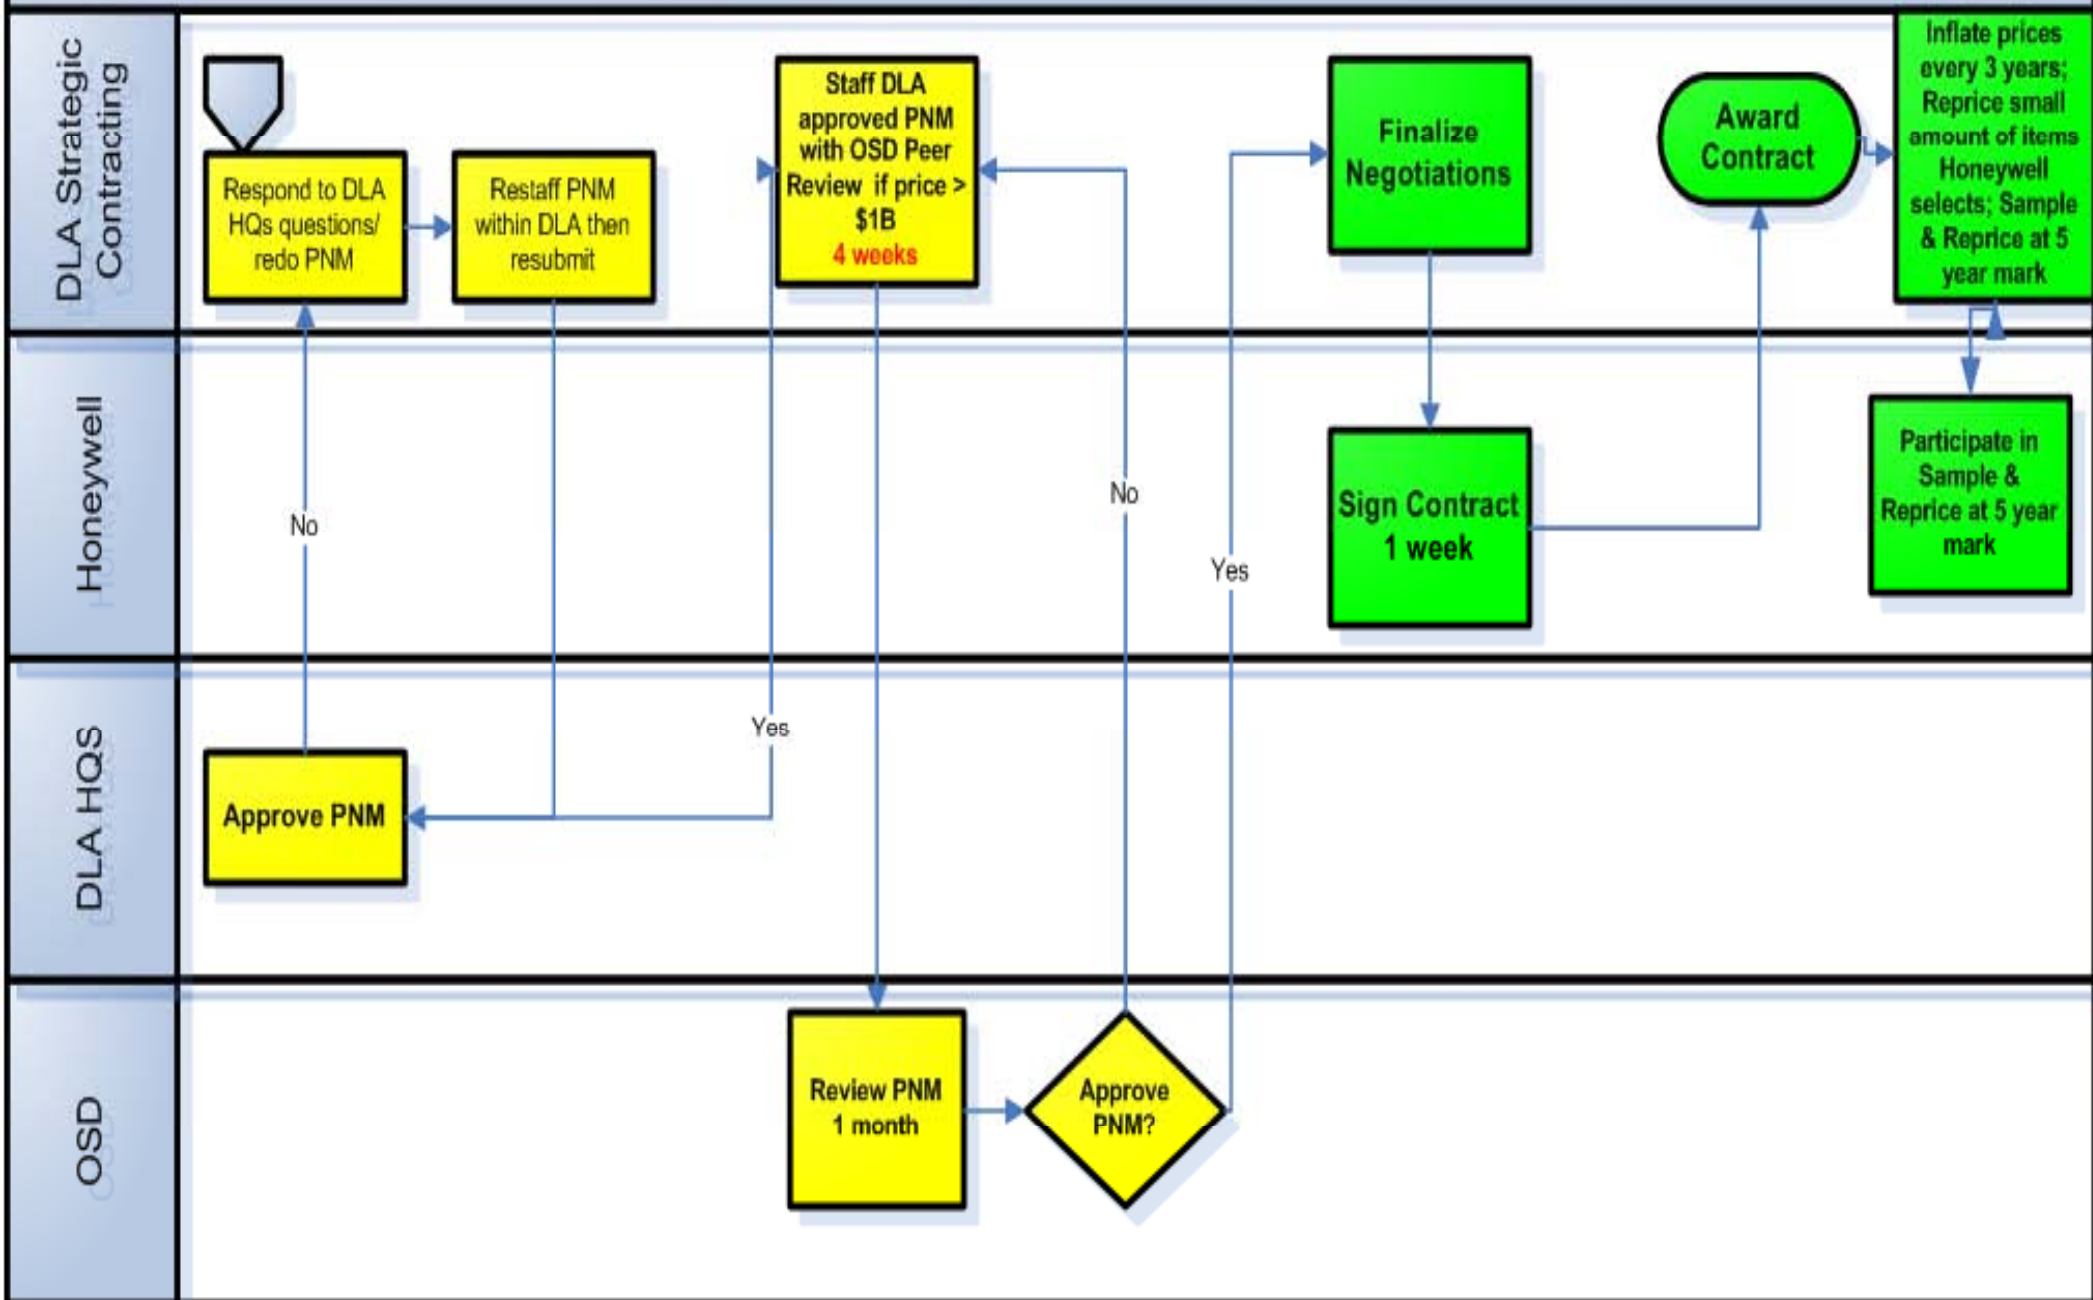 DLA Strategic
Contracting
Respond to DLA
HQs questions/
redo PNM
Restaff PNM
within DLA then
resubmit
Staff DLA
approved PNM
with OSD Peer
Review if price >
$1B
4 weeks
Finalize
Negotiations
Award
Contract
Inflate prices
every 3 years;
Reprice small
amount of items
Honeywell
selects; Sample
& Reprice at 5
year mark
Honeywell
No
No
Yes
Sign Contract
1 week
Participate in
Sample &
Reprice at 5 year
mark
DLA HQS
Approve PNM
Yes
OSD
Review PNM
1 month
Approve
PNM?